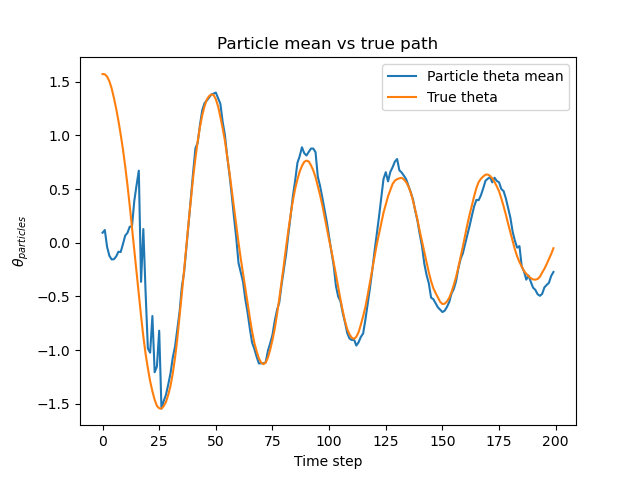 Particle mean vs true path
Particle theta mean
True theta
1.5
1.0
0.5
0.0
−0.5
−1.0
−1.5
θparticles
0 25 50 75 100 125 150 175 200
Time step